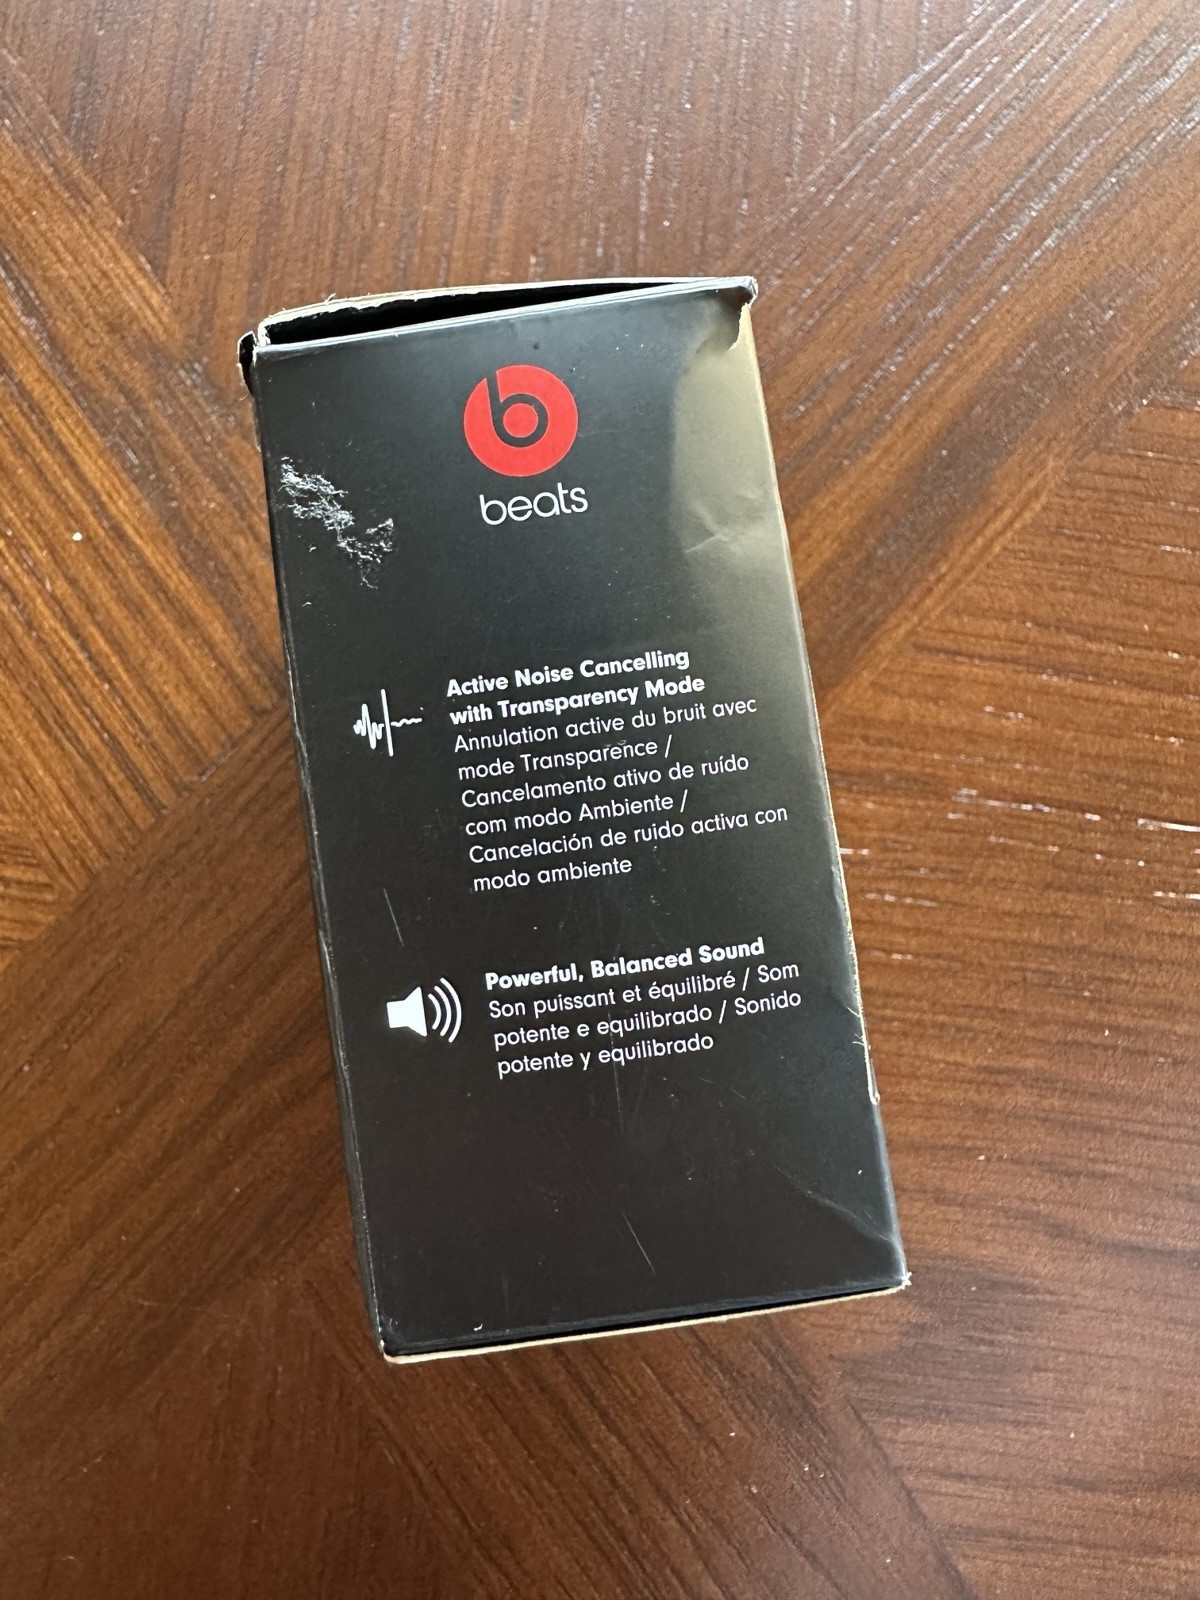 beats
Active Noise Cancelling
with Transparency Mode
Annulation active du bruit avec
mode Transparence /
Cancelamento ativo de ruído
com modo Ambiente /
Cancelación de ruido activa con
modo ambiente
Powerful, Balanced Sound
Son puissant et équilibré / Som
potente e equilibrado / Sonido
potente y equilibrado